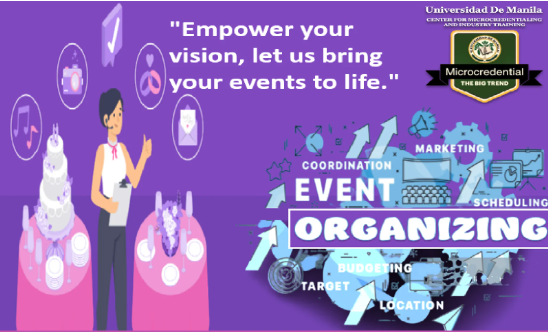 "Empower your
vision, let us bring
your events to life."
Universidad De Manila
CENTER FOR MICROCREDENTIALING
AND INDUSTRY TRAINING
Microcredential
THE BIG TREND
MARKETING
COORDINATION
EVENT
SCHEDULING
ORGANIZING
BUDGETING
TARGET
LOCATION